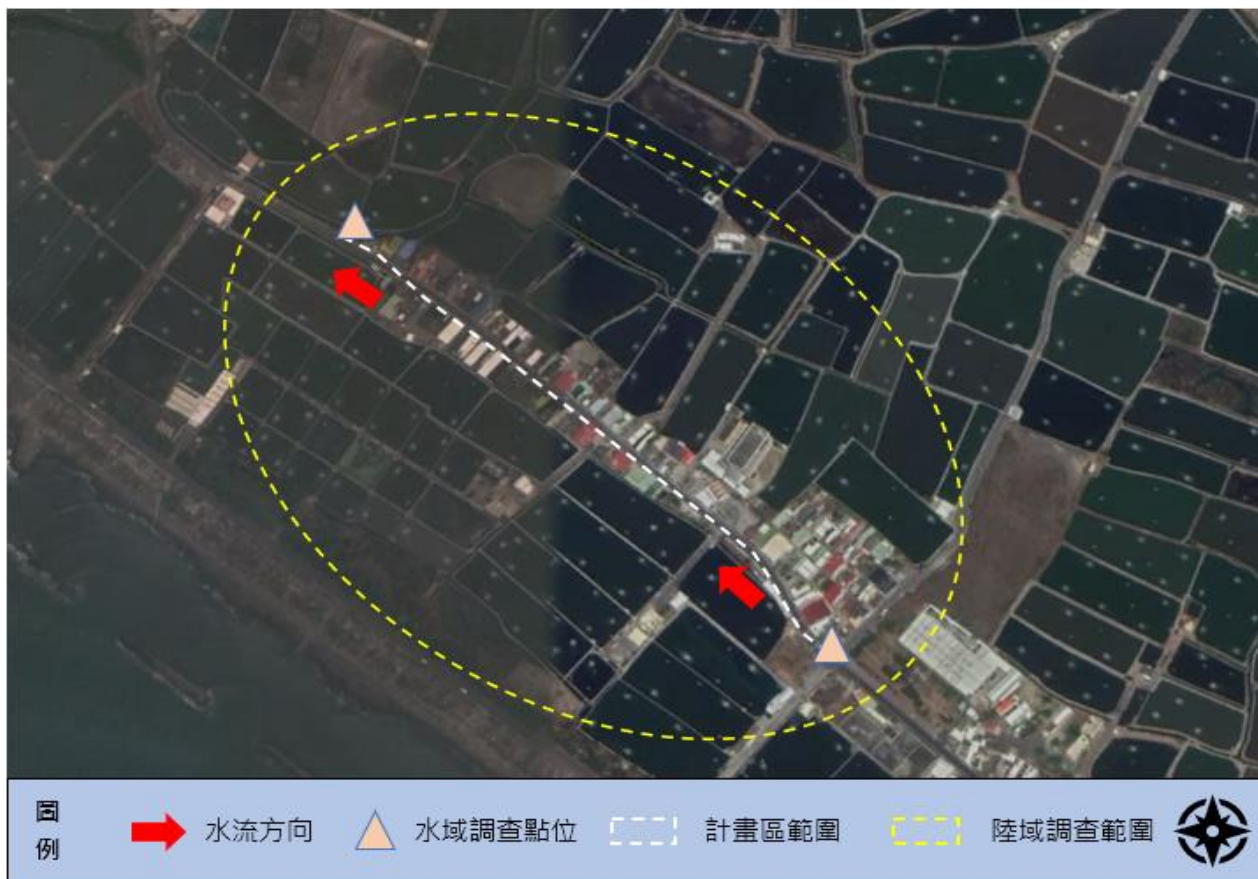 圖
例
水流方向
水域調查點位
計畫區範圍
陸域調查範圍